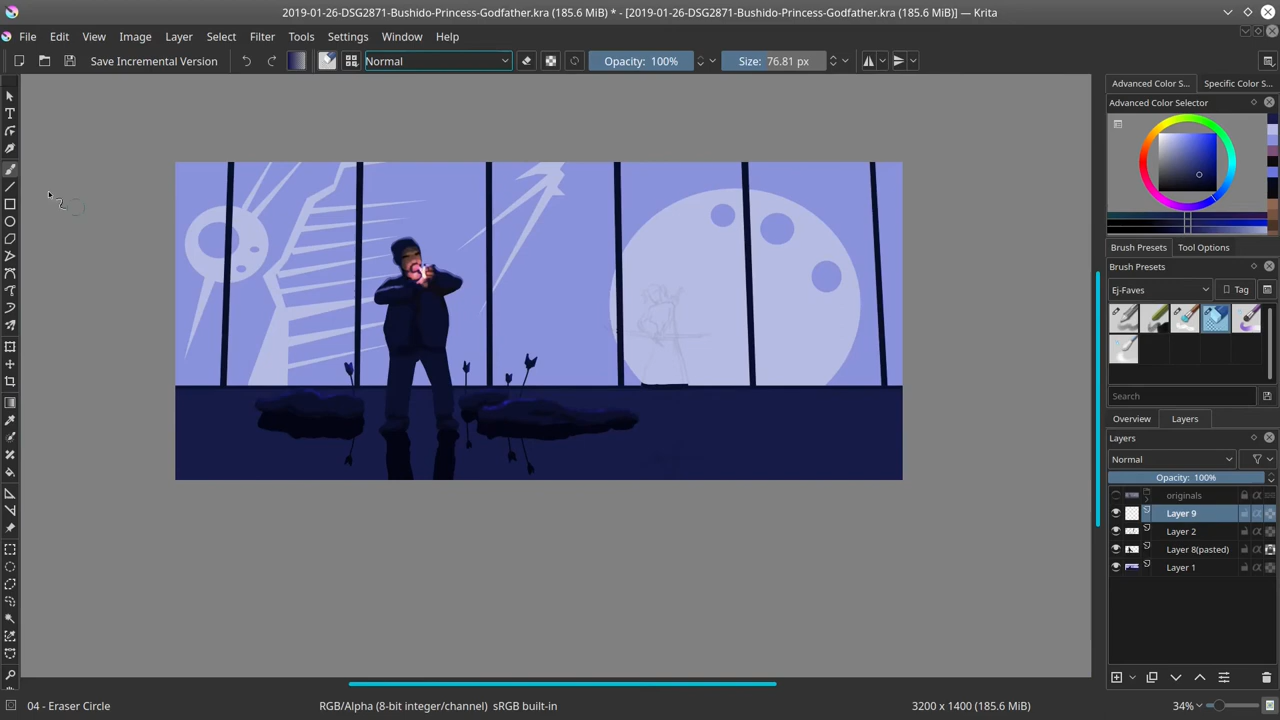 2019-01-26-DSG2871-Bushido-Princess-Godfather.kra (185.6 MiB) * - [2019-01-26-DSG2871-Bushido-Princess-Godfather.kra (185.6 MiB)] — Krita
File Edit View Image Layer Select Filter Tools Settings Window Help
Save Incremental Version Normal Opacity: 100% Size: 76.81 px
Advanced Color S... Specific Color S...
Advanced Color Selector
Brush Presets Tool Options
Brush Presets
Ej-Faves Tag
Search
Overview Layers
Layers
Normal
Opacity: 100%
originals
Layer 9
Layer 2
Layer 8(pasted)
Layer 1
04 - Eraser Circle RGB/Alpha (8-bit integer/channel) sRGB built-in 3200 x 1400 (185.6 MiB) 34%